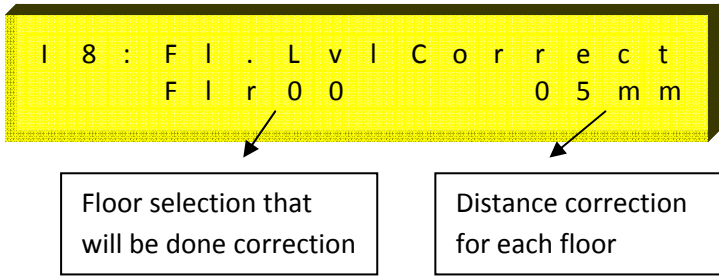 I8:Fl.LvlCorrect
Flr00 05mm
Floor selection that
will be done correction
Distance correction
for each floor